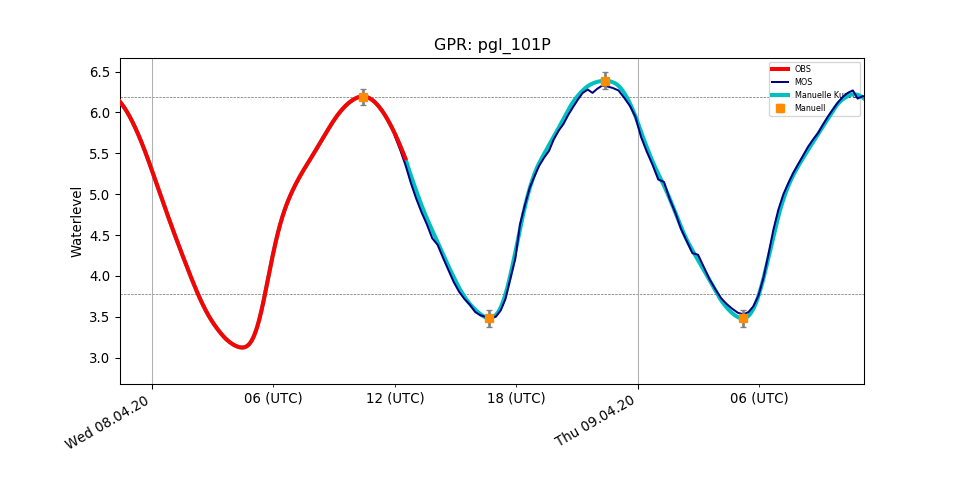 GPR: pgl_101P
6.5
6.0
5.5
5.0
4.5
4.0
3.5
3.0
Waterlevel
OBS
MOS
Manuelle
Manuell
Wed 08.04.20
06 (UTC)
12 (UTC)
18 (UTC)
Thu 09.04.20
06 (UTC)